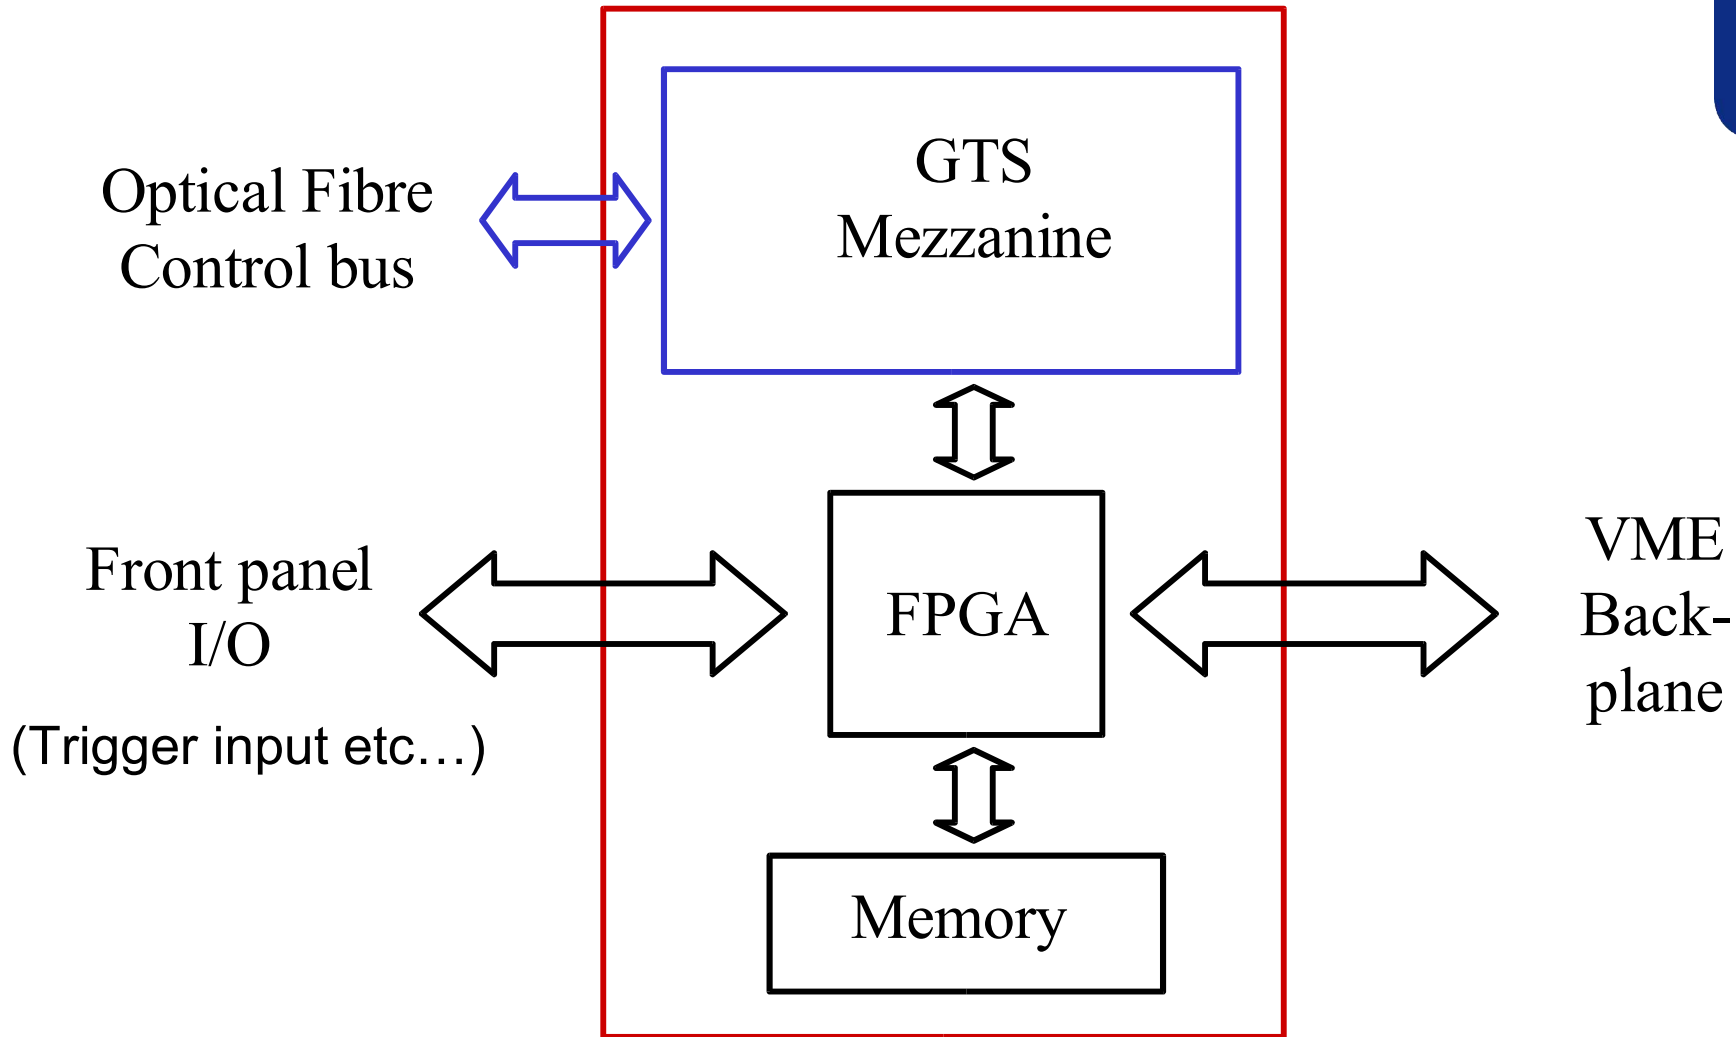 GTS
Mezzanine
Optical Fibre
Control bus
Front panel
I/O
(Trigger input etc…)
FPGA
VME
Back-
plane
Memory